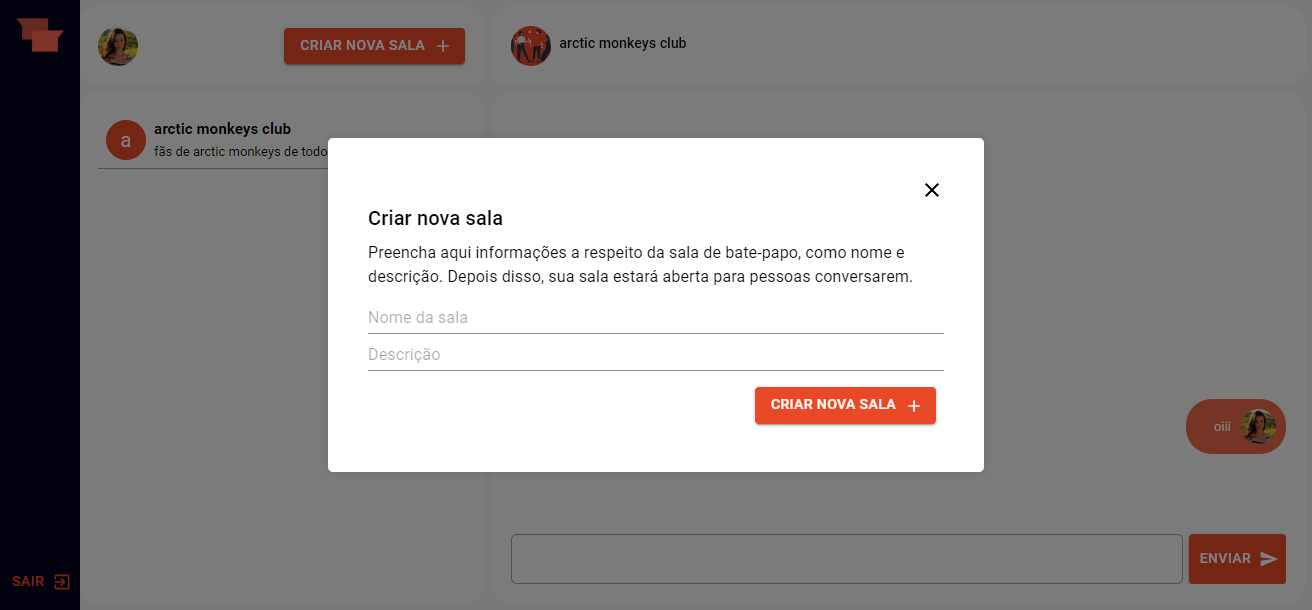 CRIAR NOVA SALA
arctic monkeys club
a
arctic monkeys club
fãs de arctic monkeys de todo
Criar nova sala
Preencha aqui informações a respeito da sala de bate-papo, como nome e
descrição. Depois disso, sua sala estará aberta para pessoas conversarem.
Nome da sala
Descrição
CRIAR NOVA SALA
oiii
ENVIAR
SAIR